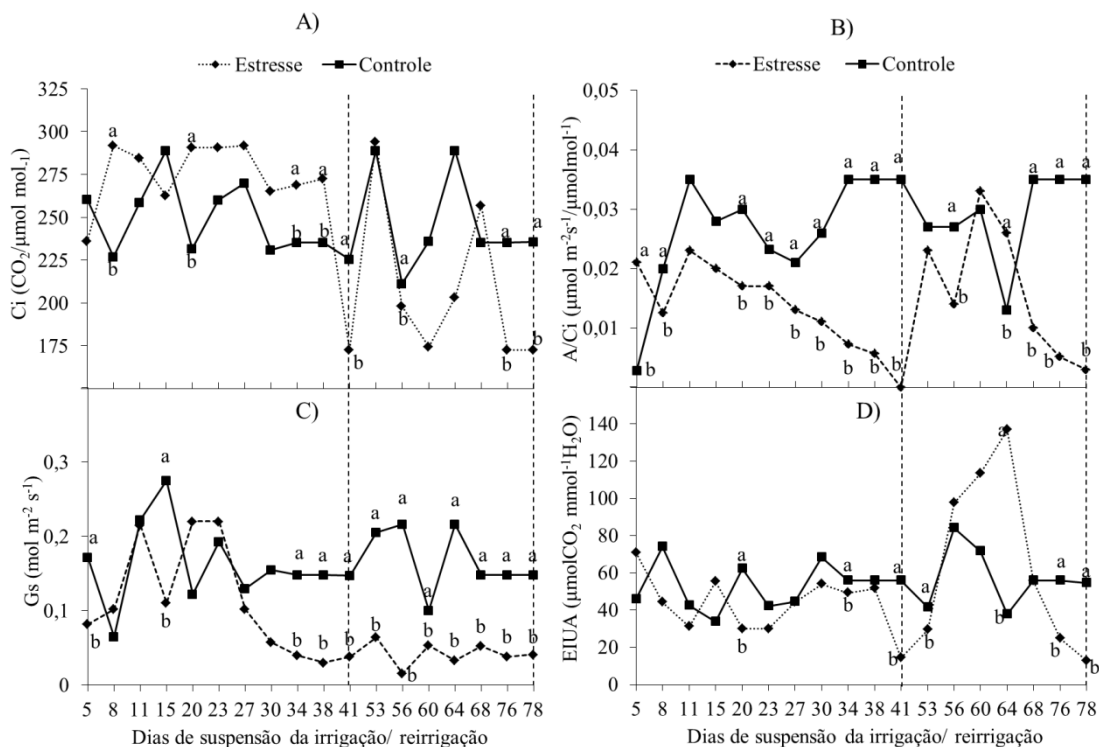 A)
Estresse Controle
Ci (CO₂/µmol mol⁻¹)
300
275
250
225
200
175
a a a a a a a
b b b b b b b b
B)
Estresse Controle
A/Ci (µmol m⁻²s⁻¹/µmolmol⁻¹)
0,05
0,04
0,03
0,02
0,01
a a a a a a a a a a a a a
b b b b b b b b b b b b b b
C)
Gs (mol m⁻² s⁻¹)
0,3
0,2
0,1
0
a a a a a a a a a a a a
b b b b b b b b b b b b
5 8 11 15 20 23 27 30 34 38 41 53 56 60 64 68 76 78
Dias de suspensão da irrigação/ reirrigação
D)
EIUA (µmolCO₂ mmol⁻¹H₂O)
140
120
100
80
60
40
20
0
a a a a a a a
b b b b b b b
5 8 11 15 20 23 27 30 34 38 41 53 56 60 64 68 76 78
Dias de suspensão da irrigação/ reirrigação